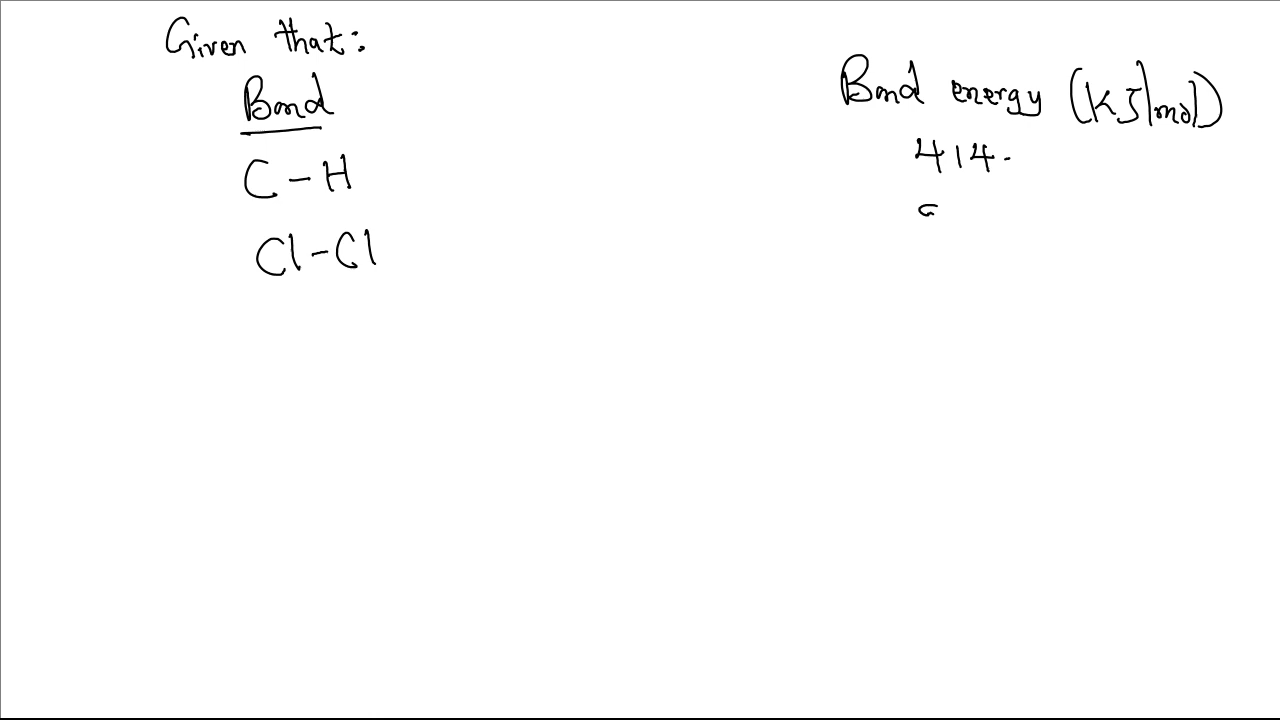 Given that:
Bond Bond energy (KJ/mol)
C-H 414.
Cl-Cl